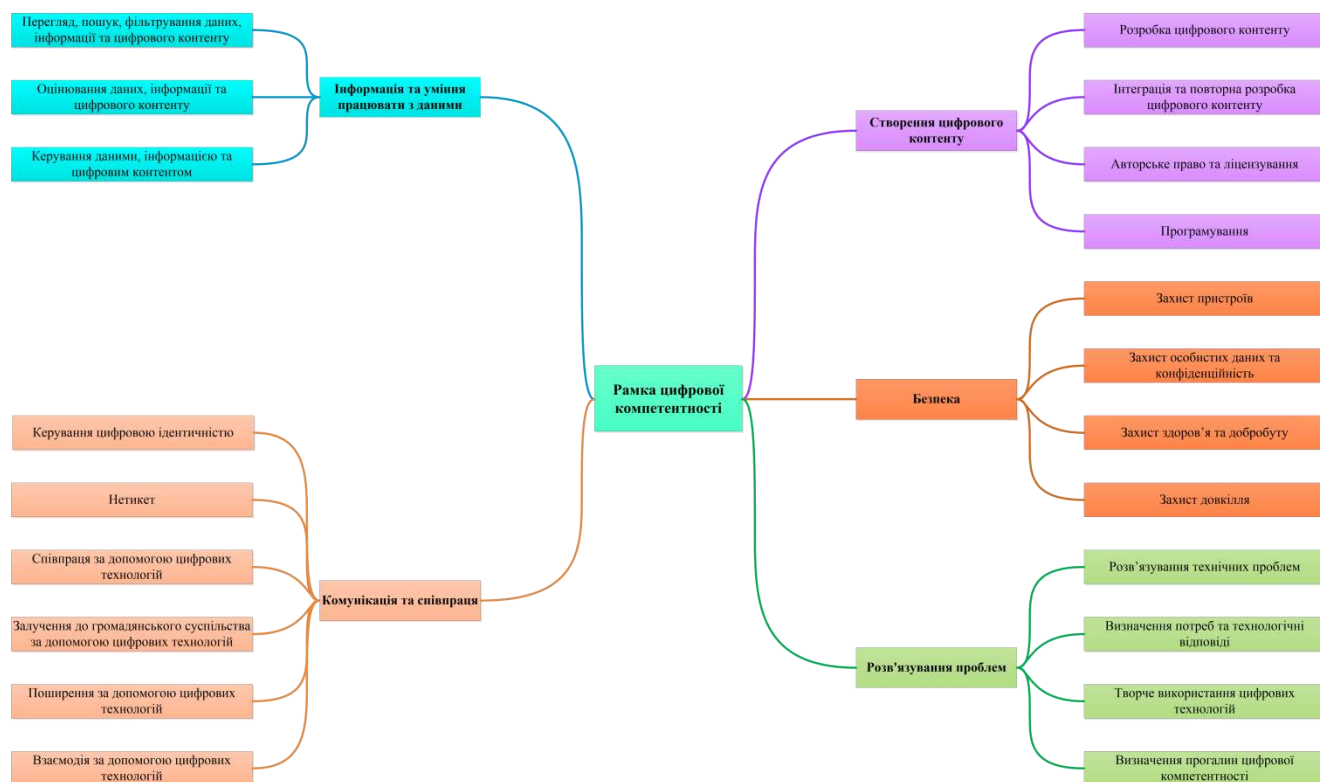 Перегляд, пошук, фільтрування даних,
інформації та цифрового контенту
Оцінювання даних, інформації та
цифрового контенту
Керування даними, інформацією та
цифровим контентом
Інформація та уміння
працювати з даними
Керування цифровою ідентичністю
Нетикет
Співпраця за допомогою цифрових
технологій
Залучення до громадянського суспільства
за допомогою цифрових технологій
Поширення за допомогою цифрових
технологій
Взаємодія за допомогою цифрових
технологій
Комунікація та співпраця
Рамка цифрової
компетентності
Створення цифрового
контенту
Розробка цифрового контенту
Інтеграція та повторна розробка
цифрового контенту
Авторське право та ліцензування
Програмування
Безпека
Захист пристроїв
Захист особистих даних та
конфіденційність
Захист здоров’я та добробуту
Захист довкілля
Розв'язування проблем
Розв’язування технічних проблем
Визначення потреб та технологічні
відповіді
Творче використання цифрових
технологій
Визначення прогалин цифрової
компетентності